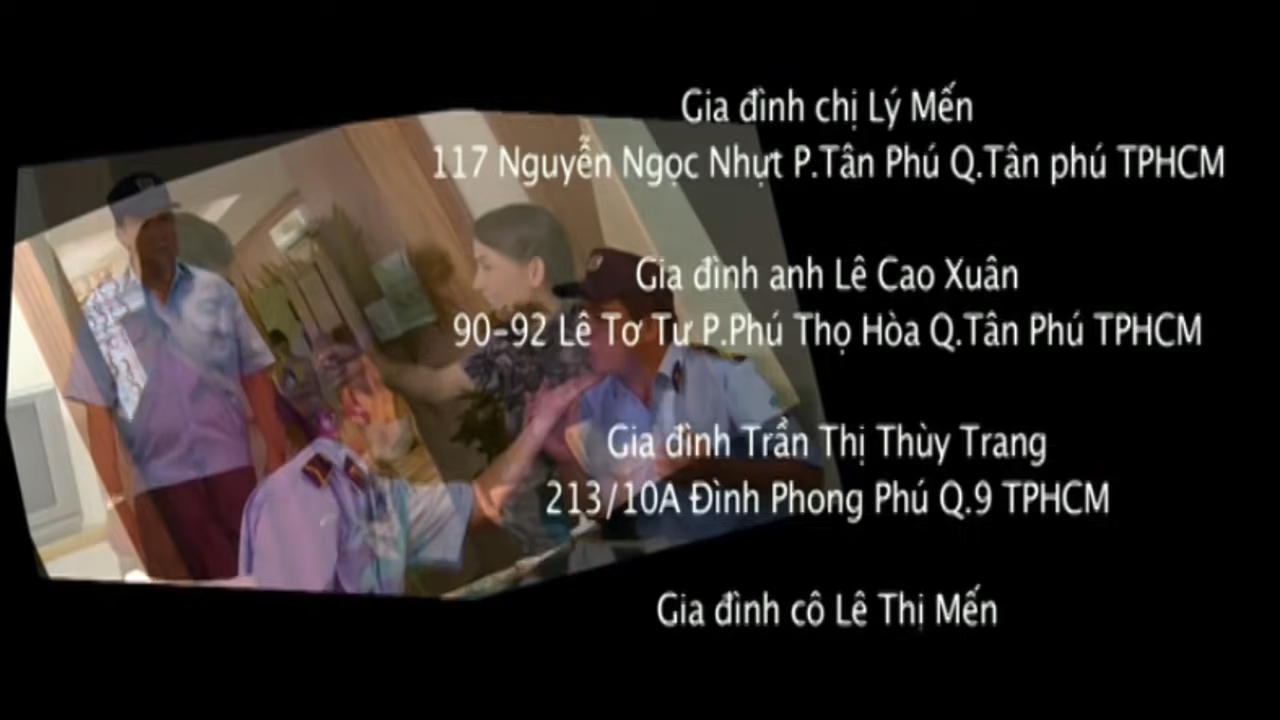 Gia đình chị Lý Mến
117 Nguyễn Ngọc Nhựt P.Tân Phú Q.Tân phú TPHCM
Gia đình anh Lê Cao Xuân
90-92 Lê Tơ Tư P.Phú Thọ Hòa Q.Tân Phú TPHCM
Gia đình Trần Thị Thùy Trang
213/10A Đình Phong Phú Q.9 TPHCM
Gia đình cô Lê Thị Mến